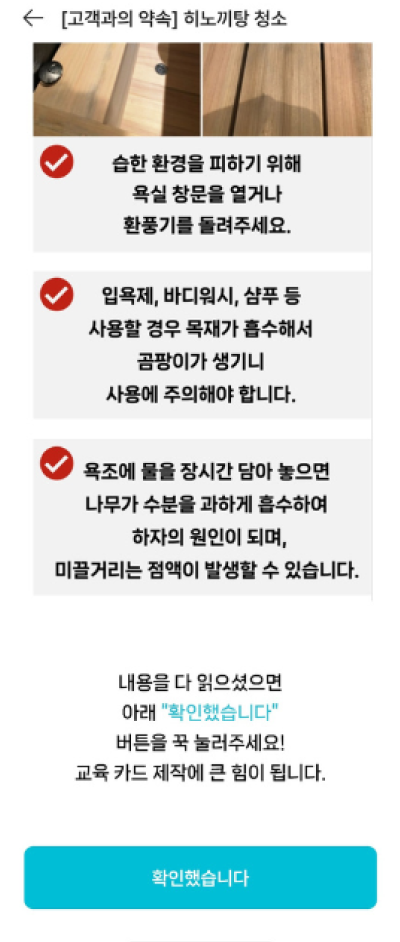 [고객과의 약속] 히노끼탕 청소
습한 환경을 피하기 위해
욕실 창문을 열거나
환풍기를 돌려주세요.
입욕제, 바디워시, 샴푸 등
사용할 경우 목재가 흡수해서
곰팡이가 생기니
사용에 주의해야 합니다.
욕조에 물을 장시간 담아 놓으면
나무가 수분을 과하게 흡수하여
하자의 원인이 되며,
미끌거리는 점액이 발생할 수 있습니다.
내용을 다 읽으셨으면
아래 "확인했습니다"
버튼을 꾹 눌러주세요!
교육 카드 제작에 큰 힘이 됩니다.
확인했습니다